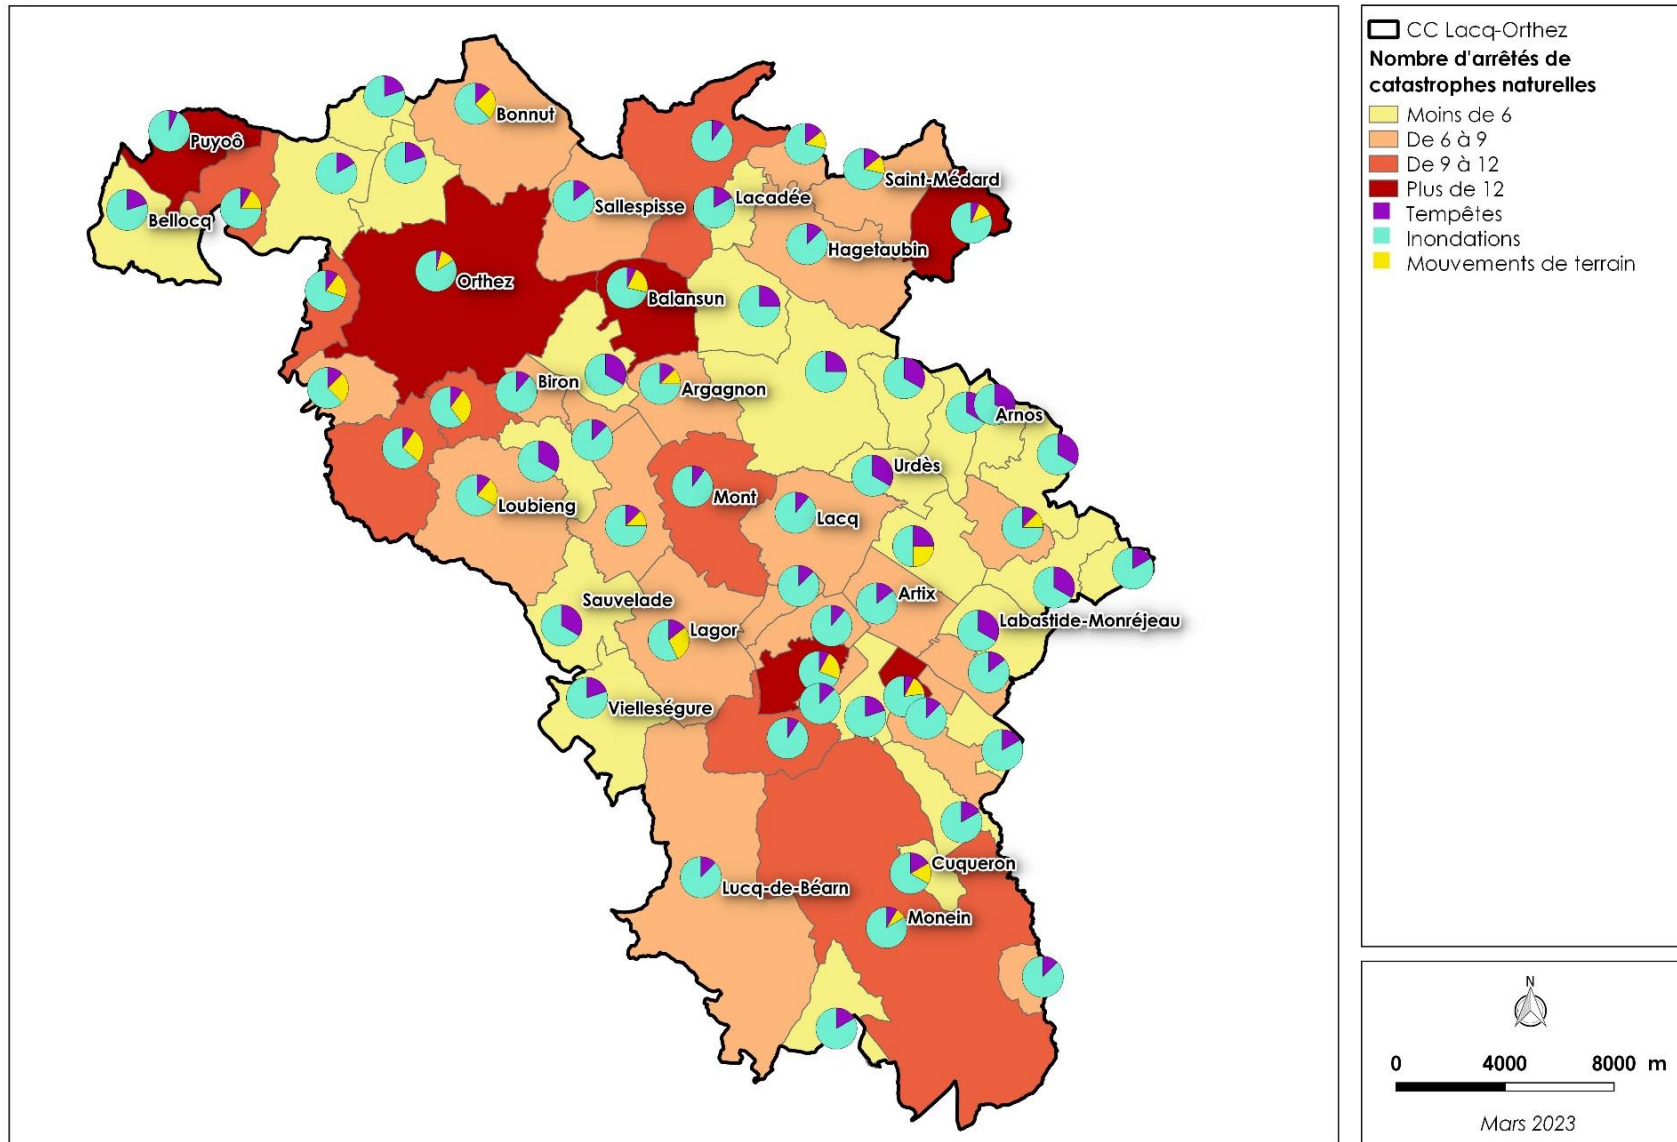 Bonnut
Puyoô
Bellocq
Sallespisse
Lacadée
Saint-Médard
Hagetaubin
Orthez
Balansun
Biron
Argagnon
Arnos
Urdès
Loubieng
Mont
Lacq
Artix
Sauvelade
Labastide-Monréjeau
Lagor
Vielleségure
Cuqueron
Lucq-de-Béarn
Monein
CC Lacq-Orthez
Nombre d'arrêtés de
catastrophes naturelles
Moins de 6
De 6 à 9
De 9 à 12
Plus de 12
Tempêtes
Inondations
Mouvements de terrain
N
0 4000 8000 m
Mars 2023